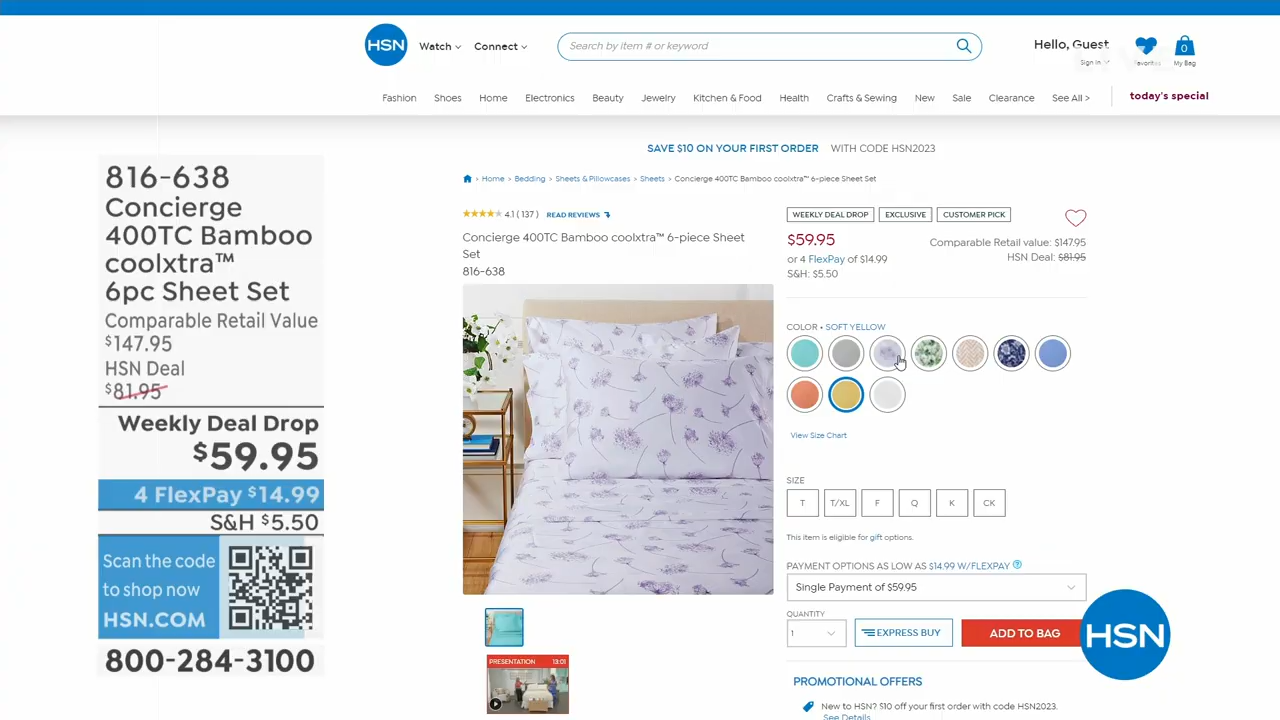 HSN
Watch
Connect
Search by item # or keyword
Hello, Guest
Sign In
Favorites
0
My Bag
Fashion
Shoes
Home
Electronics
Beauty
Jewelry
Kitchen & Food
Health
Crafts & Sewing
New
Sale
Clearance
See All >
today's special
SAVE $10 ON YOUR FIRST ORDER WITH CODE HSN2023
Home > Bedding > Sheets & Pillowcases > Sheets > Concierge 400TC Bamboo coolxtra™ 6-piece Sheet Set
816-638
Concierge
400TC Bamboo
coolxtra™
6pc Sheet Set
Comparable Retail Value
$147.95
HSN Deal
$81.95
Weekly Deal Drop
$59.95
4 FlexPay $14.99
S&H $5.50
Scan the code
to shop now
HSN.COM
800-284-3100
4.1 (137) READ REVIEWS
Concierge 400TC Bamboo coolxtra™ 6-piece Sheet
Set
816-638
PRESENTATION 13:01
WEEKLY DEAL DROP
EXCLUSIVE
CUSTOMER PICK
$59.95
or 4 FlexPay of $14.99
S&H: $5.50
Comparable Retail value: $147.95
HSN Deal: $81.95
COLOR • SOFT YELLOW
View Size Chart
SIZE
T
T/XL
F
Q
K
CK
This item is eligible for gift options.
PAYMENT OPTIONS AS LOW AS $14.99 W/FLEXPAY
Single Payment of $59.95
QUANTITY
1
EXPRESS BUY
ADD TO BAG
HSN
PROMOTIONAL OFFERS
New to HSN? $10 off your first order with code HSN2023.
See Details